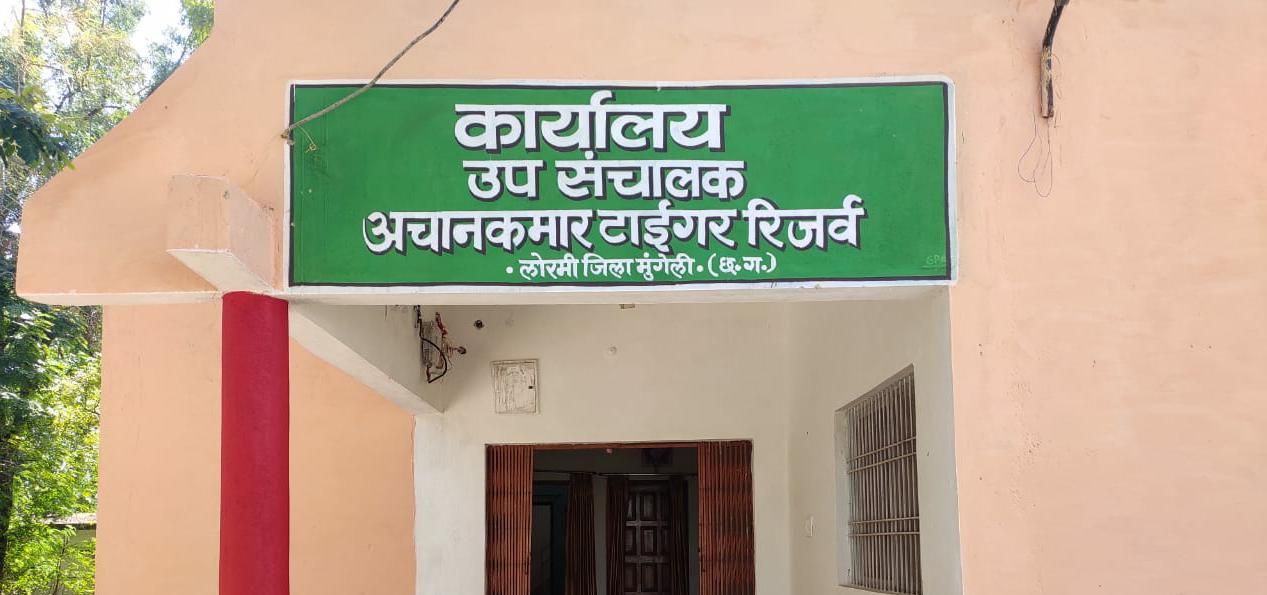 कार्यालय
उप संचालक
अचानकमार टाईगर रिजर्व
• लोरमी जिला मुंगेली • (छ. ग.)